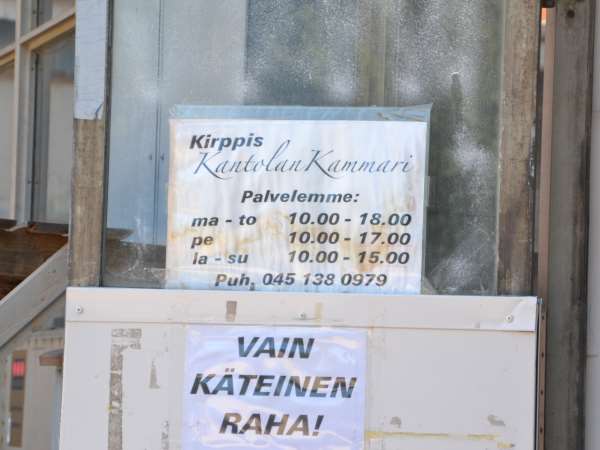 Kirppis
Kantolan Kammari
Palvelemme:
ma - to 10.00 - 18.00
pe 10.00 - 17.00
la - su 10.00 - 15.00
Puh. 045 138 0979
VAIN
KÄTEINEN
RAHA!